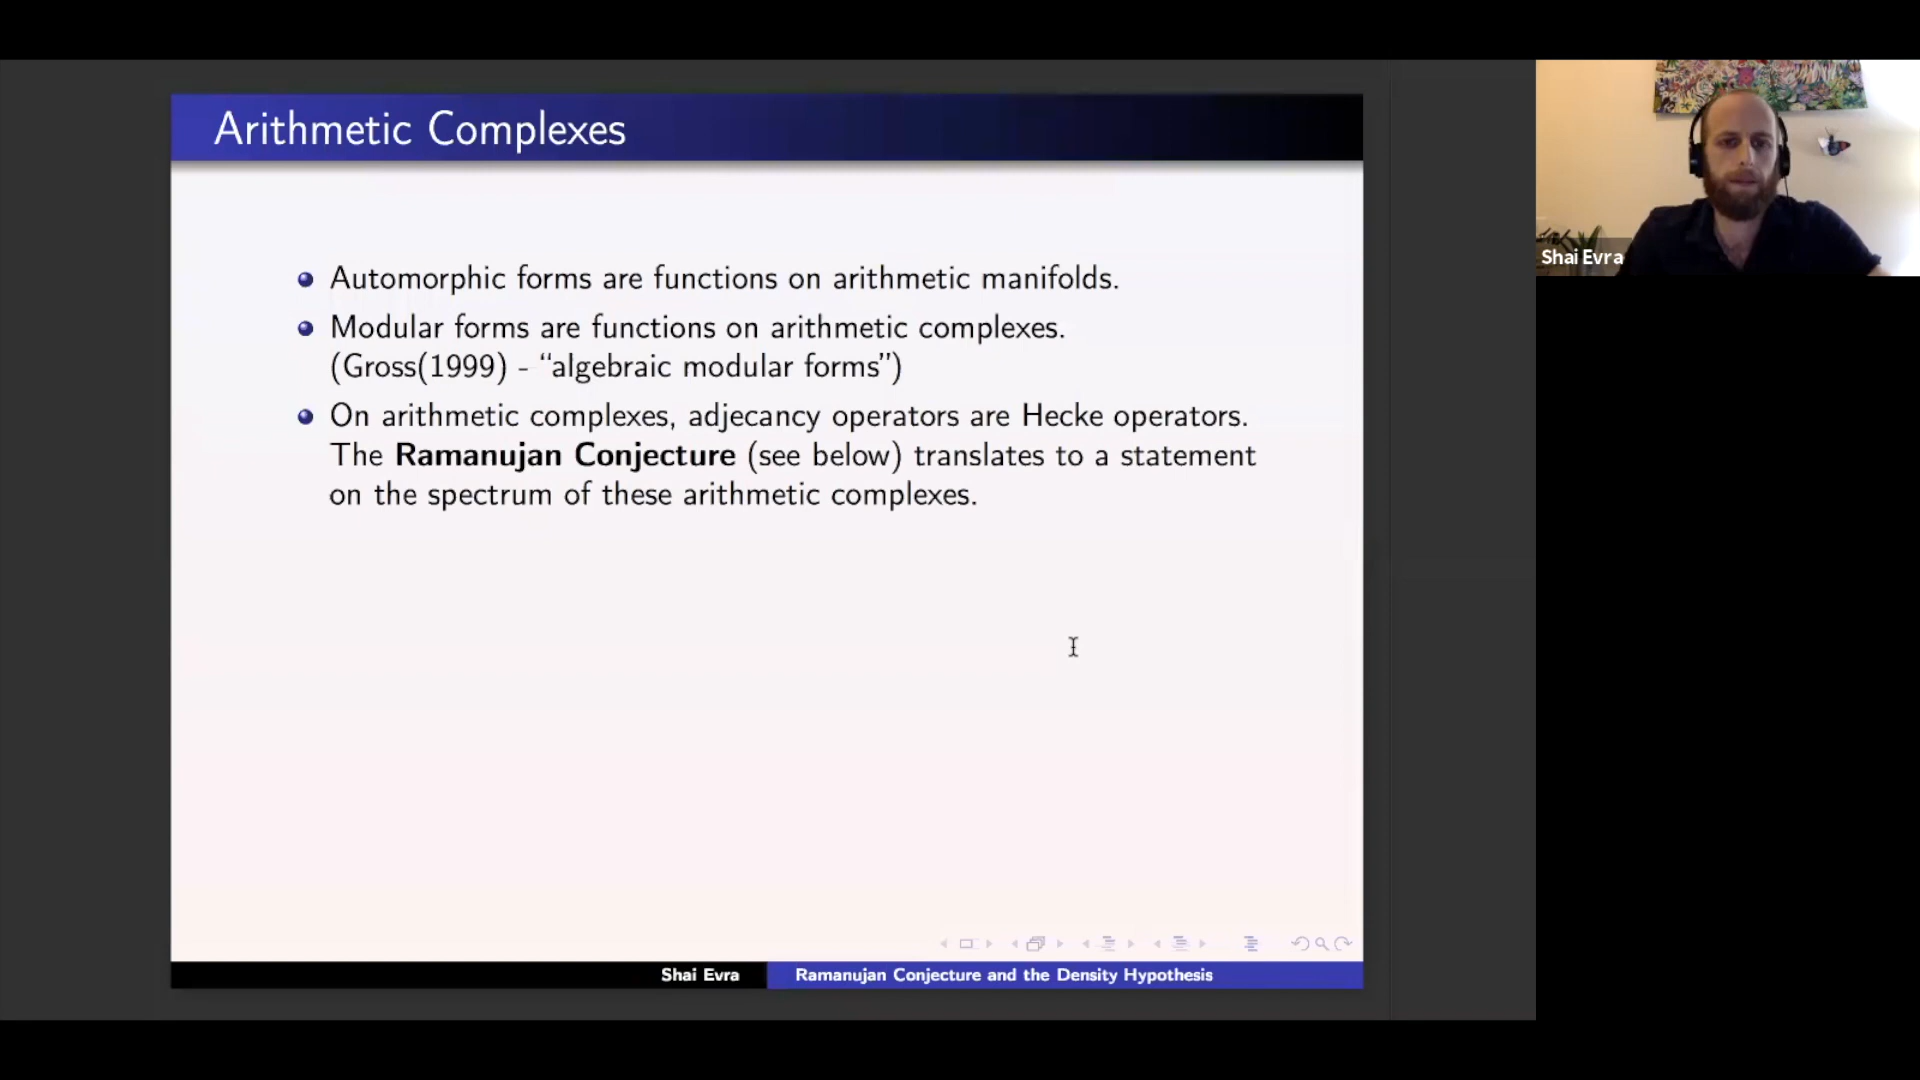 Arithmetic Complexes
Automorphic forms are functions on arithmetic manifolds.
Modular forms are functions on arithmetic complexes.
(Gross(1999) - “algebraic modular forms”)
On arithmetic complexes, adjecancy operators are Hecke operators.
The Ramanujan Conjecture (see below) translates to a statement
on the spectrum of these arithmetic complexes.
Shai Evra
Ramanujan Conjecture and the Density Hypothesis
Shai Evra